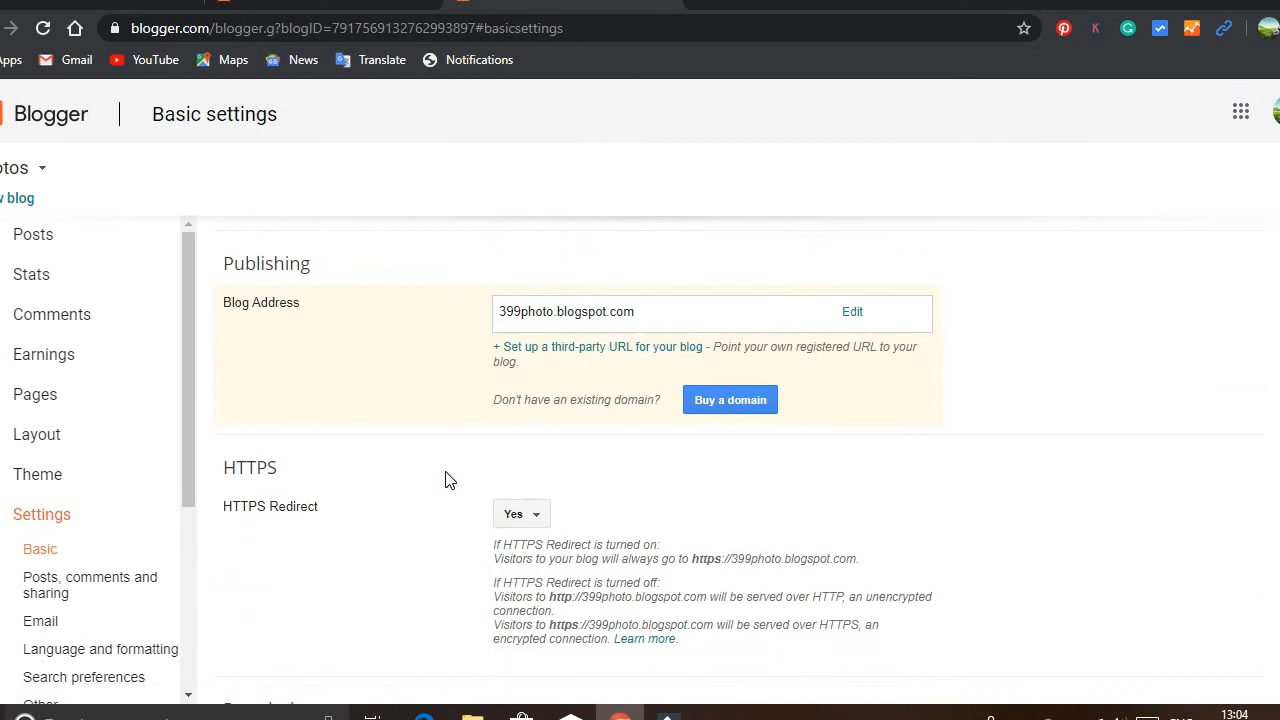 blogger.com/blogger.g?blogID=7917569132762993897#basicsettings
Apps Gmail YouTube Maps News Translate Notifications
Blogger Basic settings
otos
w blog
Posts
Stats
Comments
Earnings
Pages
Layout
Theme
Settings
Basic
Posts, comments and
sharing
Email
Language and formatting
Search preferences
Other
Publishing
Blog Address
399photo.blogspot.com Edit
+ Set up a third-party URL for your blog - Point your own registered URL to your
blog.
Don't have an existing domain? Buy a domain
HTTPS
HTTPS Redirect
Yes
If HTTPS Redirect is turned on:
Visitors to your blog will always go to https://399photo.blogspot.com.
If HTTPS Redirect is turned off:
Visitors to http://399photo.blogspot.com will be served over HTTP, an unencrypted
connection.
Visitors to https://399photo.blogspot.com will be served over HTTPS, an
encrypted connection. Learn more.
13:04